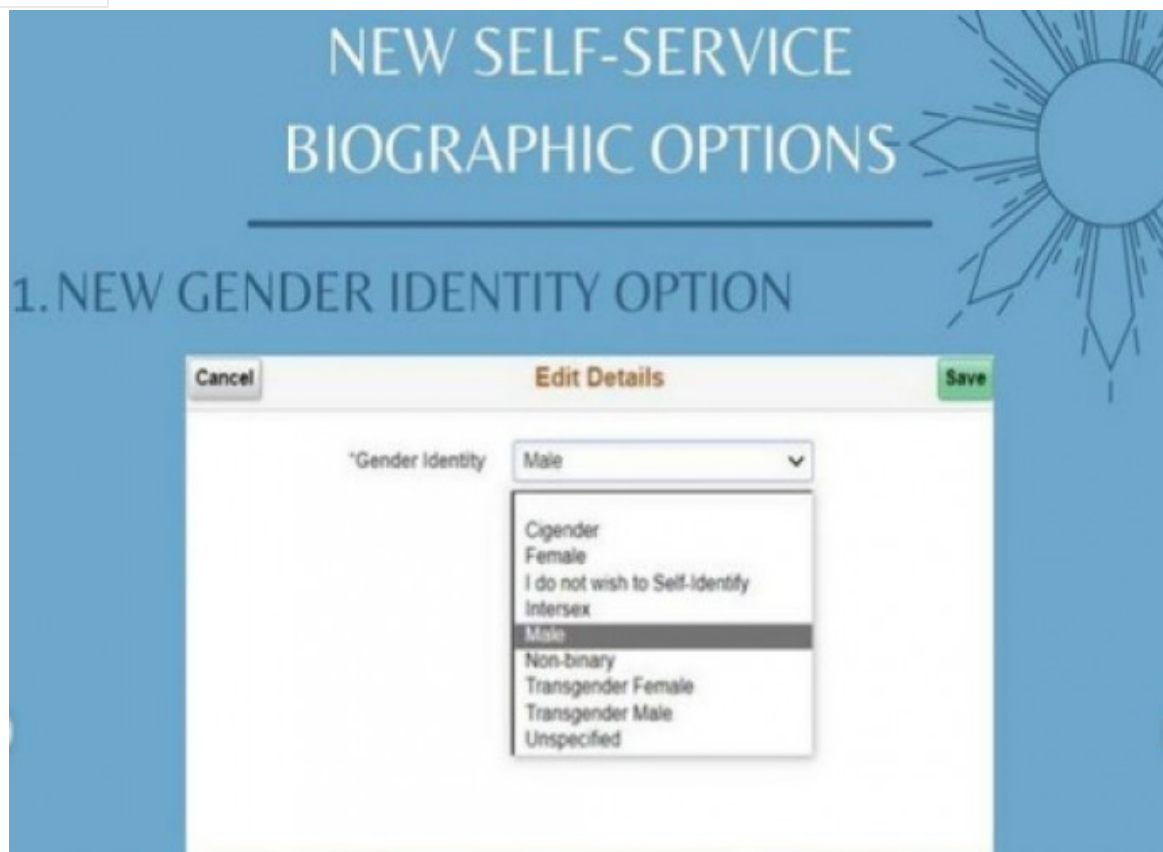 NEW SELF-SERVICE
BIOGRAPHIC OPTIONS
1. NEW GENDER IDENTITY OPTION
Cancel
Edit Details
Save
*Gender Identity
Male
Cigender
Female
I do not wish to Self-Identify
Intersex
Male
Non-binary
Transgender Female
Transgender Male
Unspecified